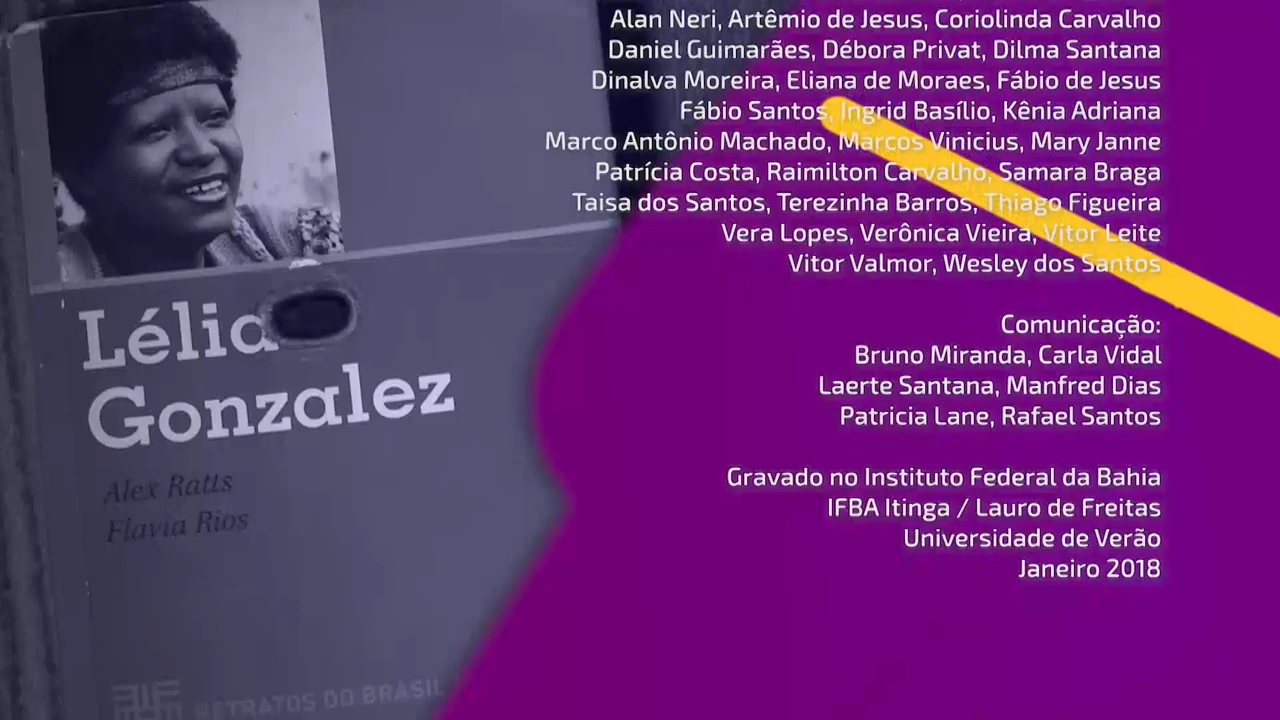 Lélia
Gonzalez
Alex Ratts
Flavia Rios
RETRATOS DO BRASIL
Alan Neri, Artêmio de Jesus, Coriolinda Carvalho
Daniel Guimarães, Débora Privat, Dilma Santana
Dinalva Moreira, Eliana de Moraes, Fábio de Jesus
Fábio Santos, Ingrid Basílio, Kênia Adriana
Marco Antônio Machado, Marcos Vinicius, Mary Janne
Patrícia Costa, Raimilton Carvalho, Samara Braga
Taisa dos Santos, Terezinha Barros, Thiago Figueira
Vera Lopes, Verônica Vieira, Vitor Leite
Vitor Valmor, Wesley dos Santos
Comunicação:
Bruno Miranda, Carla Vidal
Laerte Santana, Manfred Dias
Patricia Lane, Rafael Santos
Gravado no Instituto Federal da Bahia
IFBA Itinga / Lauro de Freitas
Universidade de Verão
Janeiro 2018